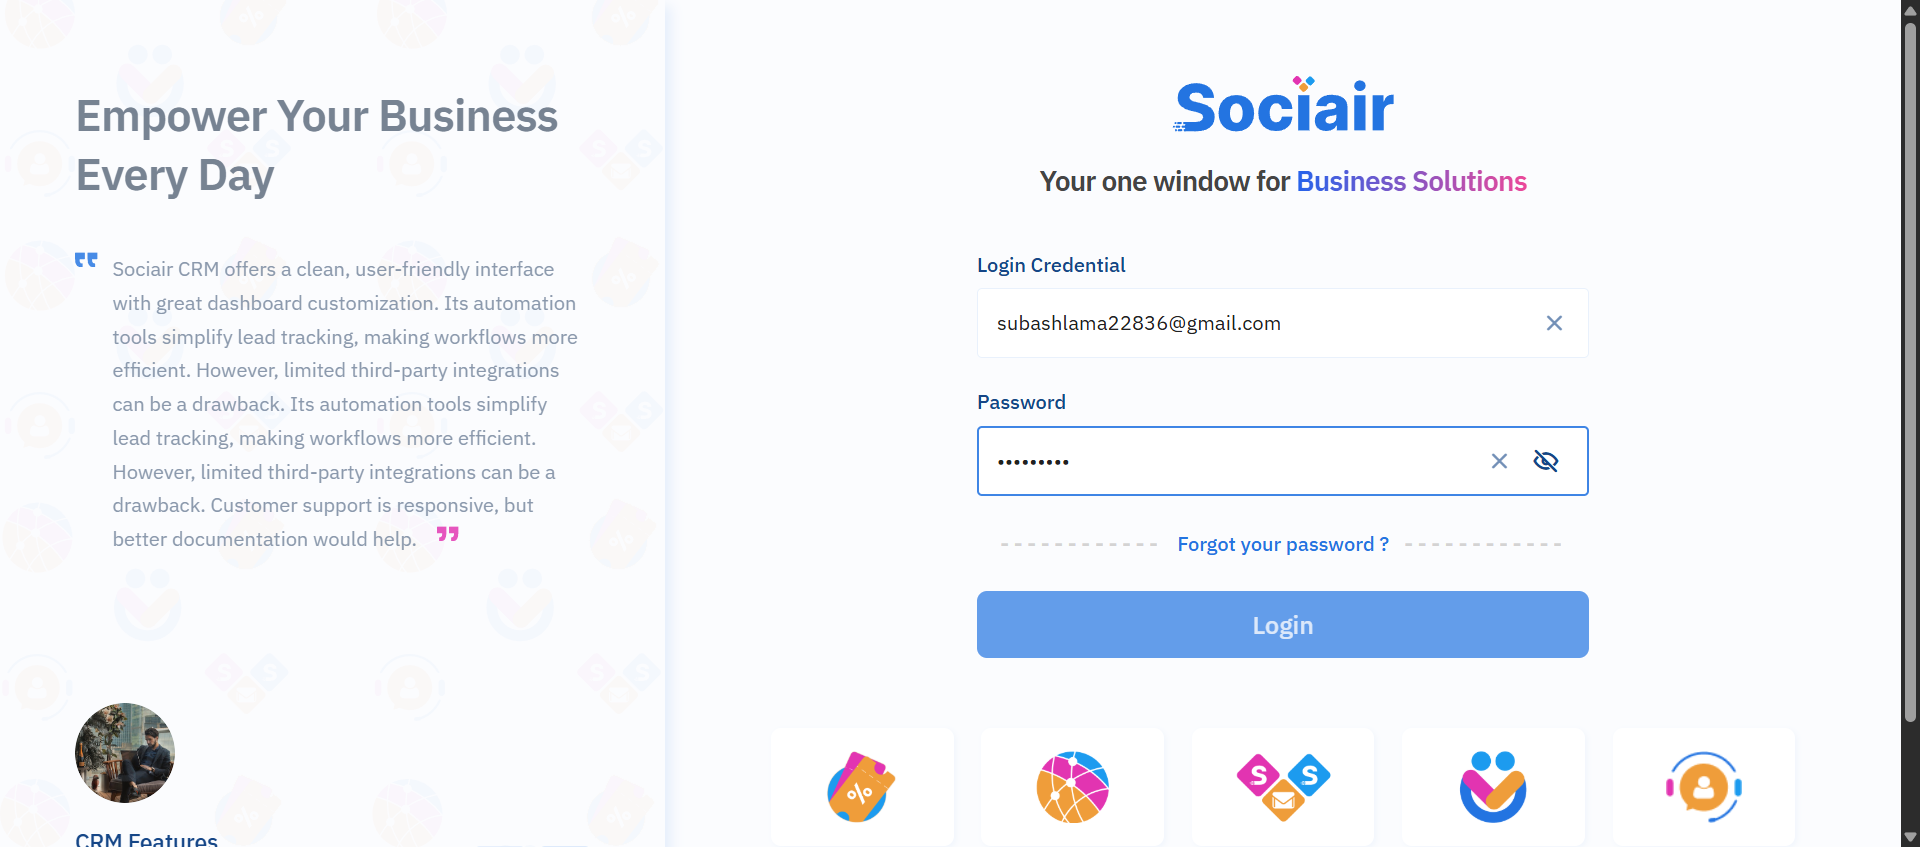 Empower Your Business
Every Day
Sociair CRM offers a clean, user-friendly interface
with great dashboard customization. Its automation
tools simplify lead tracking, making workflows more
efficient. However, limited third-party integrations
can be a drawback. Its automation tools simplify
lead tracking, making workflows more efficient.
However, limited third-party integrations can be a
drawback. Customer support is responsive, but
better documentation would help.
CRM Features
Sociair
Your one window for Business Solutions
Login Credential
subashlama22836@gmail.com
Password
•••••••••
Forgot your password ?
Login
%
S S